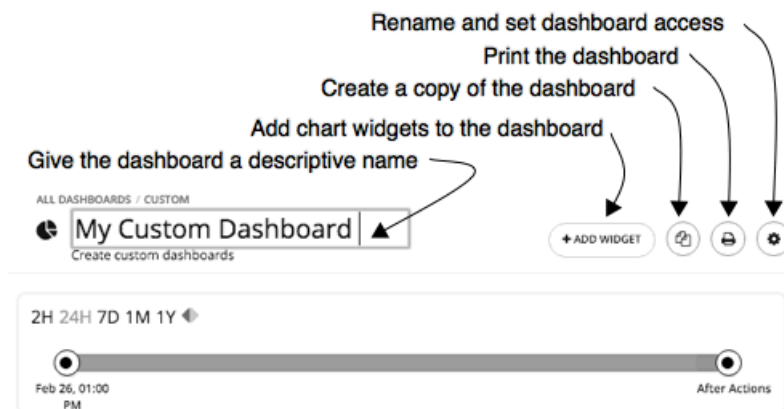 Rename and set dashboard access
Print the dashboard
Create a copy of the dashboard
Add chart widgets to the dashboard
Give the dashboard a descriptive name
ALL DASHBOARDS / CUSTOM
My Custom Dashboard
Create custom dashboards
+ ADD WIDGET
2H 24H 7D 1M 1Y
Feb 26, 01:00
PM
After Actions